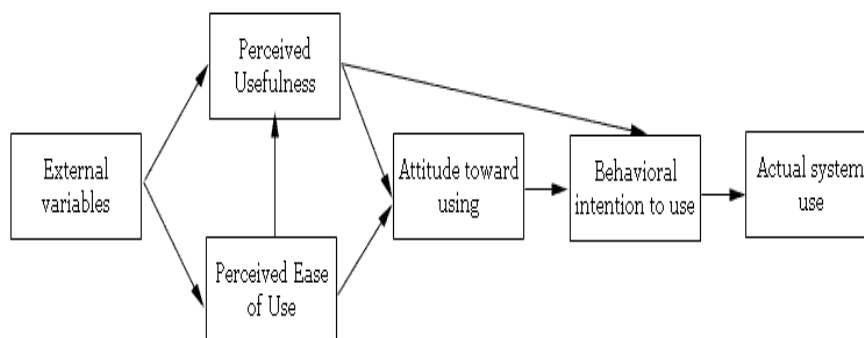 Perceived
Usefulness
External
variables
Attitude toward
using
Behavioral
intention to use
Actual system
use
Perceived Ease
of Use